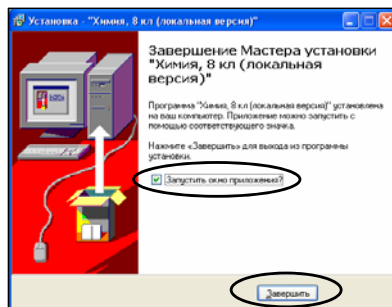 Установка - "Химия, 8 кл (локальная версия)"
Завершение Мастера установки
"Химия, 8 кл (локальная
версия)"
Программа "Химия, 8 кл (локальная версия)" установлена
на ваш компьютер. Приложение можно запустить с
помощью соответствующего значка.
Нажмите «Завершить» для выхода из программы
установки.
Запустить окно приложения?
Завершить